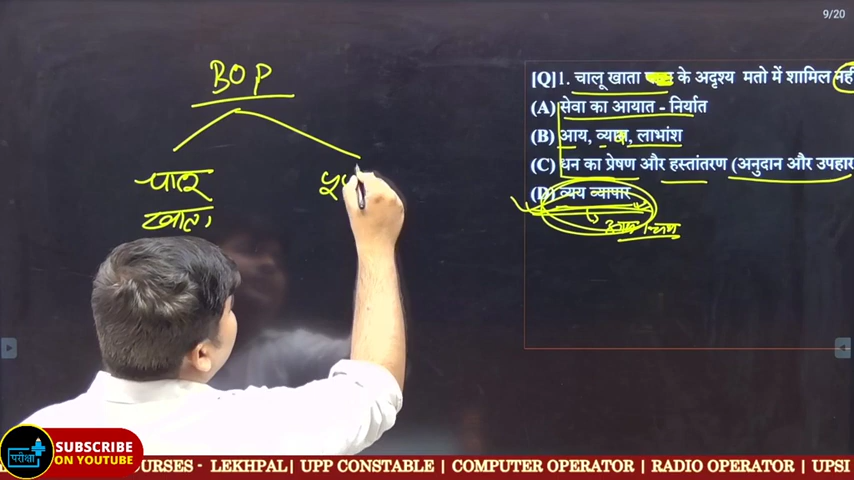 9/20
BOP
चालू
खाता
पू
[Q]1. चालू खाता के अदृश्य मतो में शामिल नहीं
(A) सेवा का आयात - निर्यात
(B) आय, व्याज, लाभांश
(C) धन का प्रेषण और हस्तांतरण (अनुदान और उपहार
(D) व्यय व्यापार
परीक्षा
SUBSCRIBE
ON YOUTUBE
OURSES - LEKHPAL| UPP CONSTABLE | COMPUTER OPERATOR | RADIO OPERATOR | UPSI